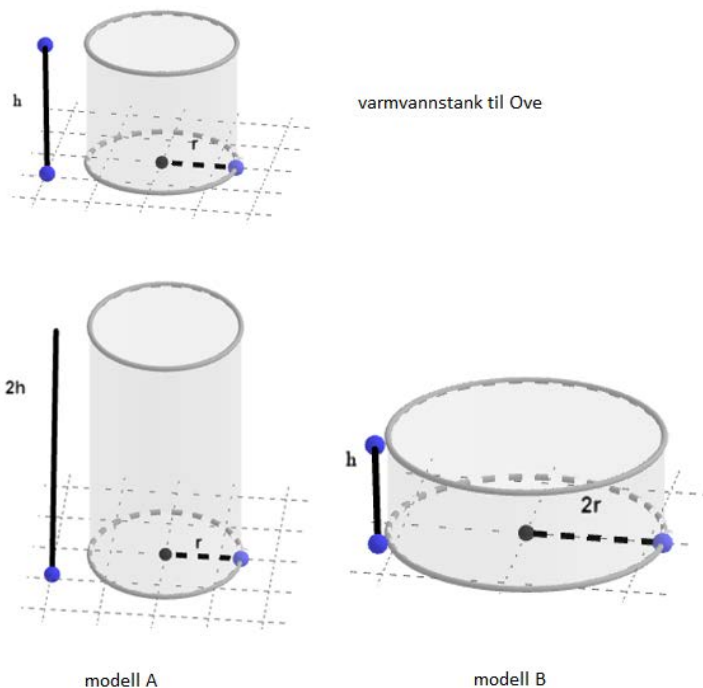 h
r
varmvannstank til Ove
2h
r
h
2r
modell A
modell B